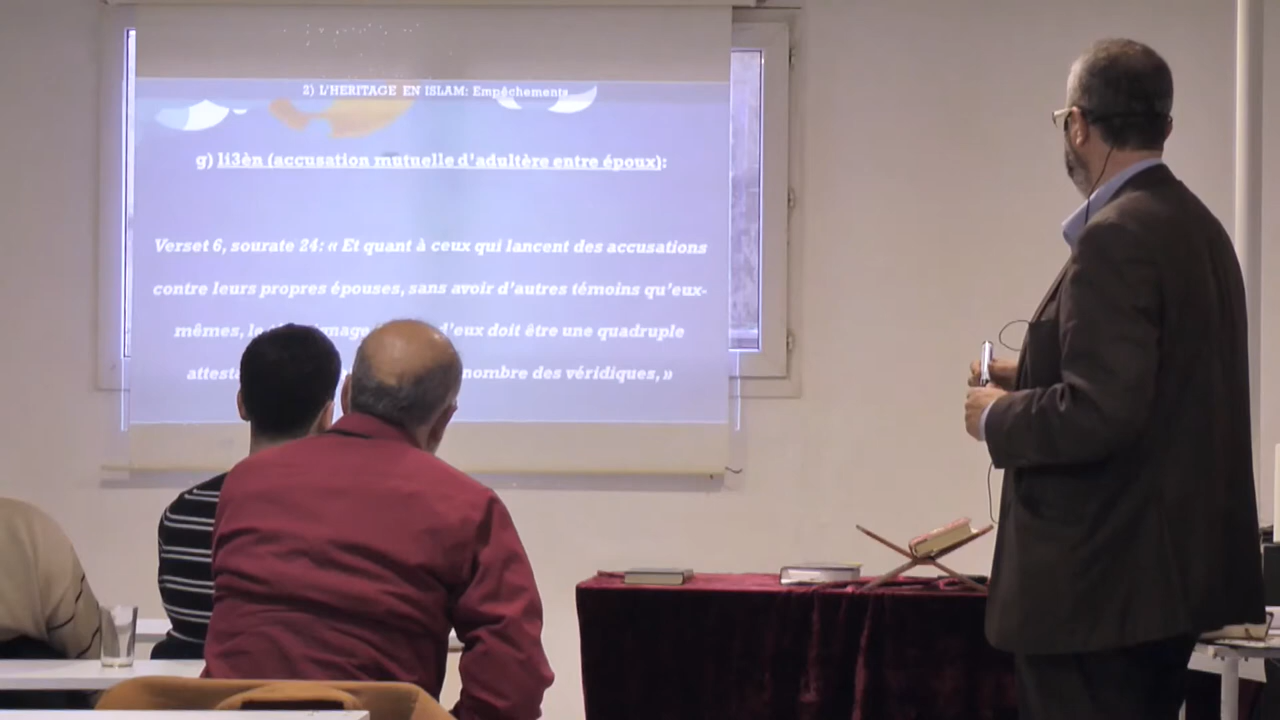 2) L'HERITAGE EN ISLAM: Empêchements
g) li3èn (accusation mutuelle d'adultère entre époux):
Verset 6, sourate 24: « Et quant à ceux qui lancent des accusations
contre leurs propres épouses, sans avoir d'autres témoins qu'eux-
mêmes, d'eux doit être une quadruple
nombre des véridiques, »